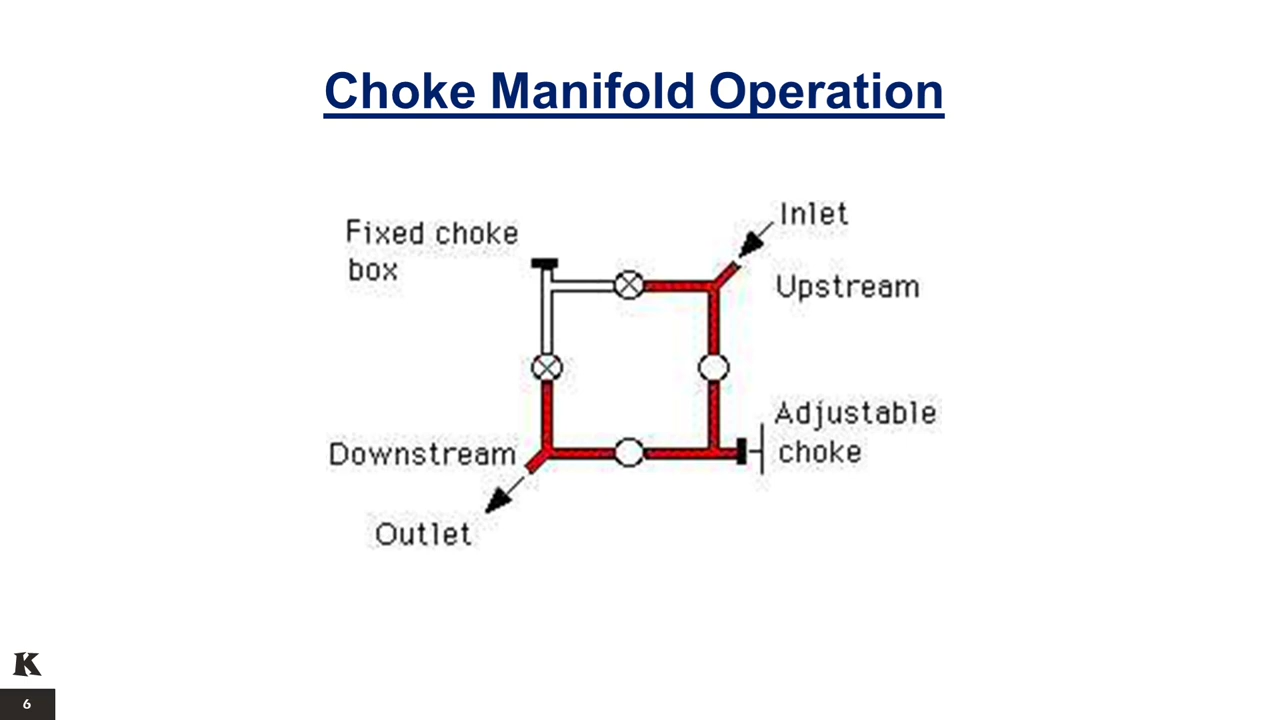 Choke Manifold Operation
Inlet
Fixed choke
box
Upstream
Adjustable
choke
Downstream
Outlet
K
6